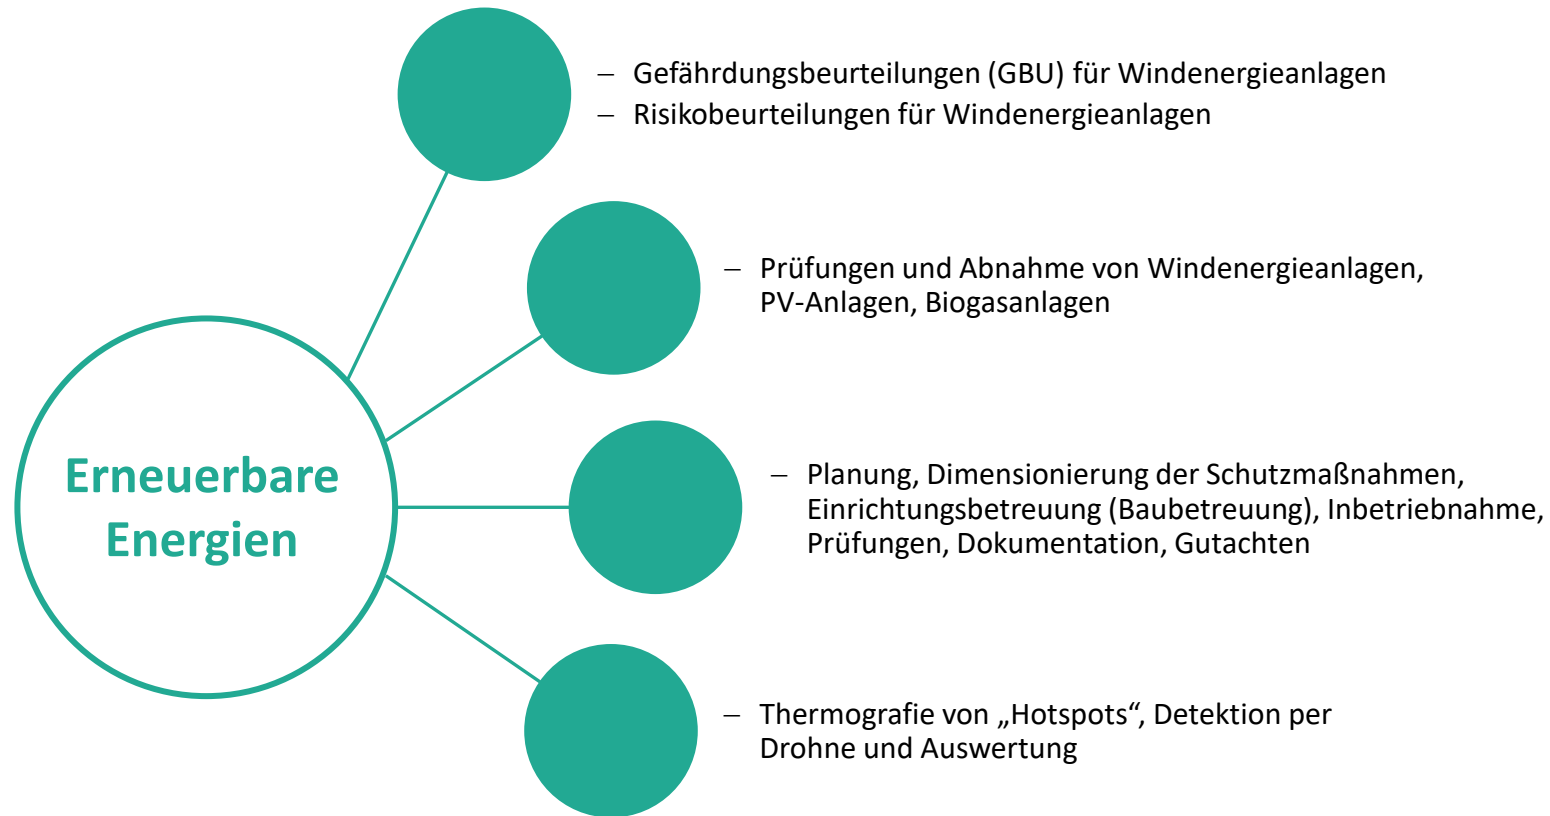 – Gefährdungsbeurteilungen (GBU) für Windenergieanlagen
– Risikobeurteilungen für Windenergieanlagen
– Prüfungen und Abnahme von Windenergieanlagen,
PV-Anlagen, Biogasanlagen
Erneuerbare
Energien
– Planung, Dimensionierung der Schutzmaßnahmen,
Einrichtungsbetreuung (Baubetreuung), Inbetriebnahme,
Prüfungen, Dokumentation, Gutachten
– Thermografie von „Hotspots“, Detektion per
Drohne und Auswertung